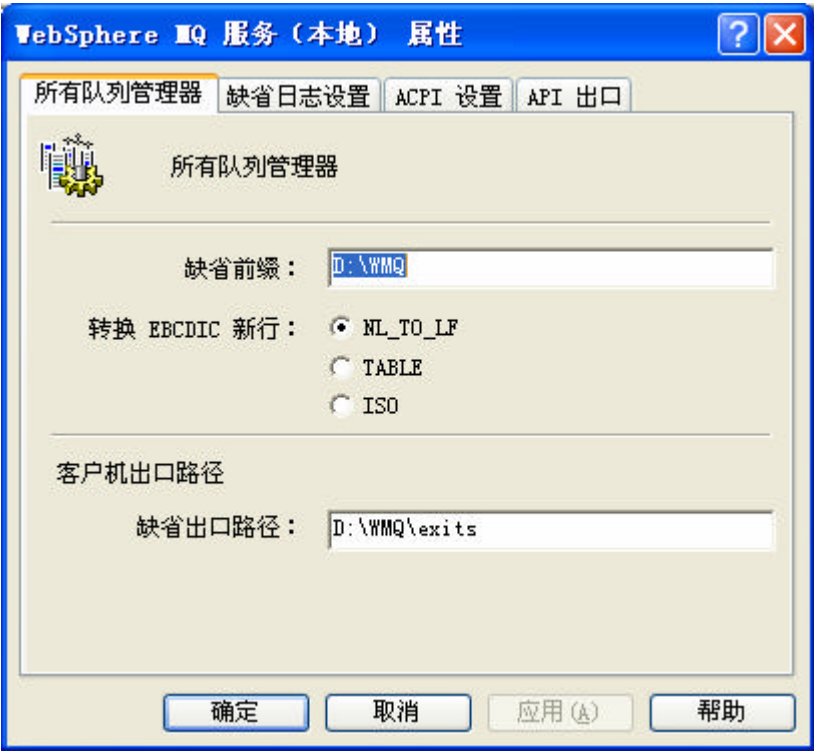 WebSphere MQ 服务（本地） 属性
所有队列管理器 缺省日志设置 ACPI 设置 API 出口
所有队列管理器
缺省前缀： D:\WMQ
转换 EBCDIC 新行： NL_TO_LF
TABLE
ISO
客户机出口路径
缺省出口路径： D:\WMQ\exits
确定 取消 应用(A) 帮助